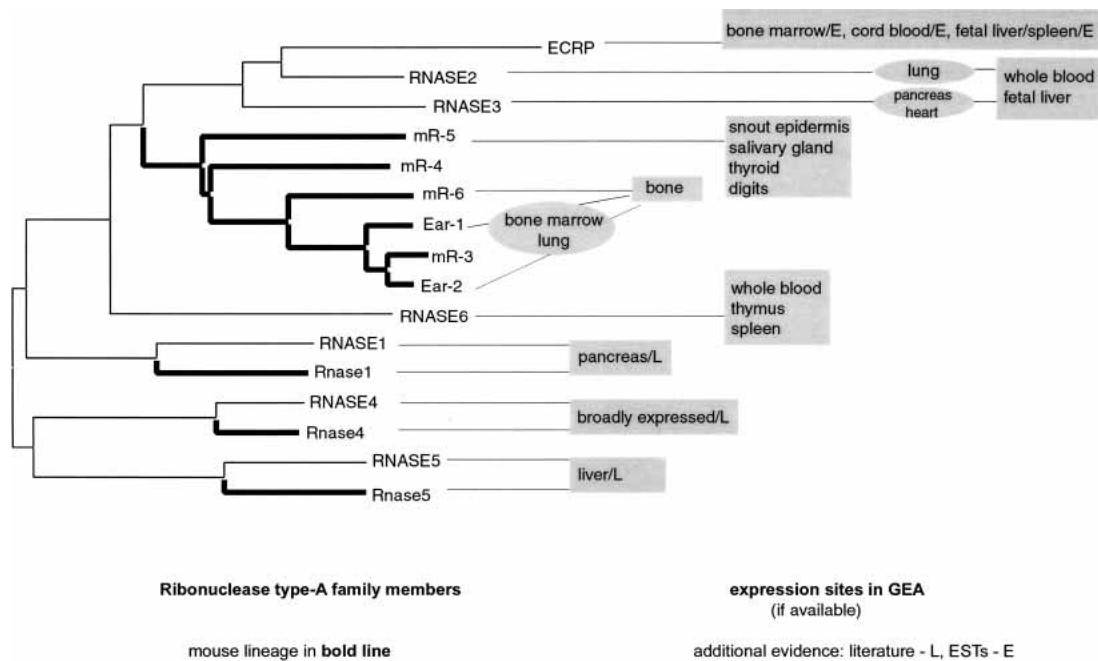 bone marrow/E, cord blood/E, fetal liver/spleen/E
ECRP
RNASE2
lung
whole blood
fetal liver
RNASE3
pancreas
heart
mR-5
snout epidermis
salivary gland
thyroid
digits
mR-4
mR-6
bone
Ear-1
bone marrow
lung
mR-3
Ear-2
RNASE6
whole blood
thymus
spleen
RNASE1
pancreas/L
Rnase1
RNASE4
broadly expressed/L
Rnase4
RNASE5
liver/L
Rnase5
Ribonuclease type-A family members
expression sites in GEA
(if available)
mouse lineage in bold line
additional evidence: literature - L, ESTs - E